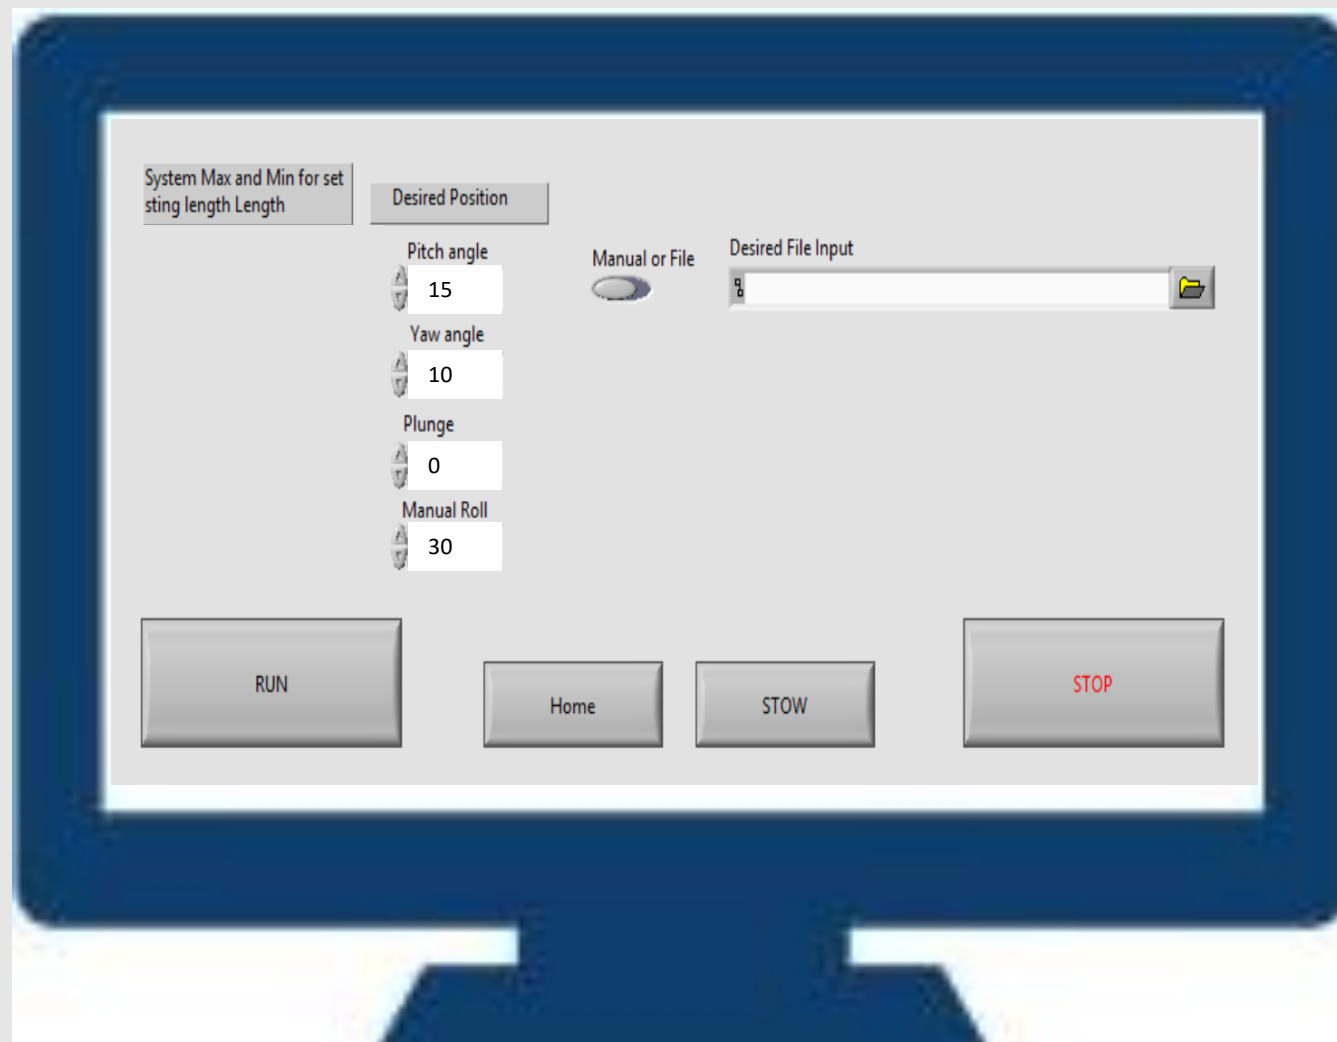 System Max and Min for set
sting length Length
Desired Position
Pitch angle
15
Manual or File
Desired File Input
Yaw angle
10
Plunge
0
Manual Roll
30
RUN
Home
STOW
STOP